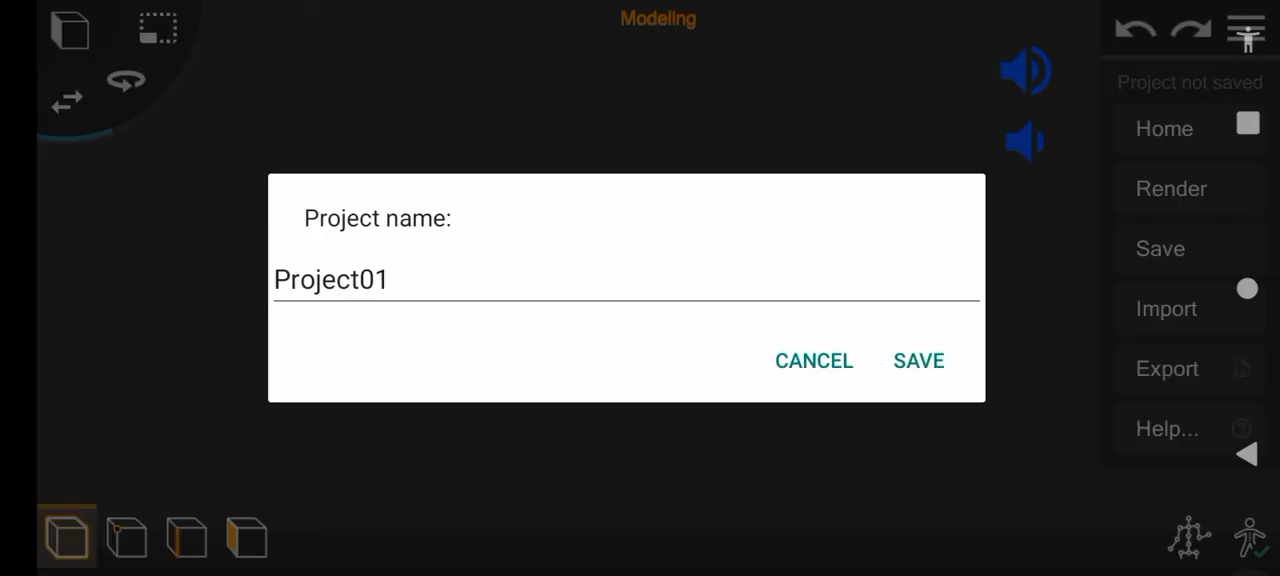 Modeling
Project not saved
Home
Render
Save
Import
Export
Help...
Project name:
Project01
CANCEL SAVE